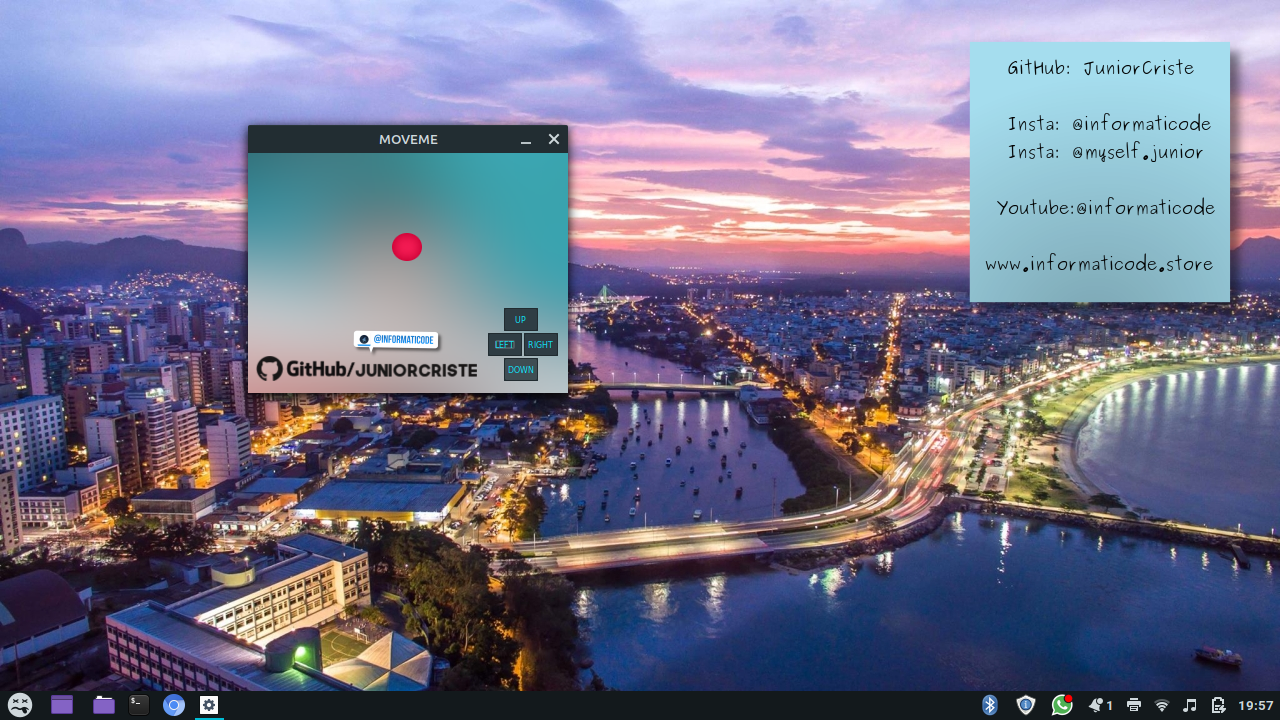 MOVEME
UP
LEFT RIGHT
DOWN
@INFORMATICODE
GitHub/JUNIORCRISTE
GitHub: JuniorCriste
Insta: @informaticode
Insta: @myself.junior
Youtube:@informaticode
www.informaticode.store
$-
1
19:57